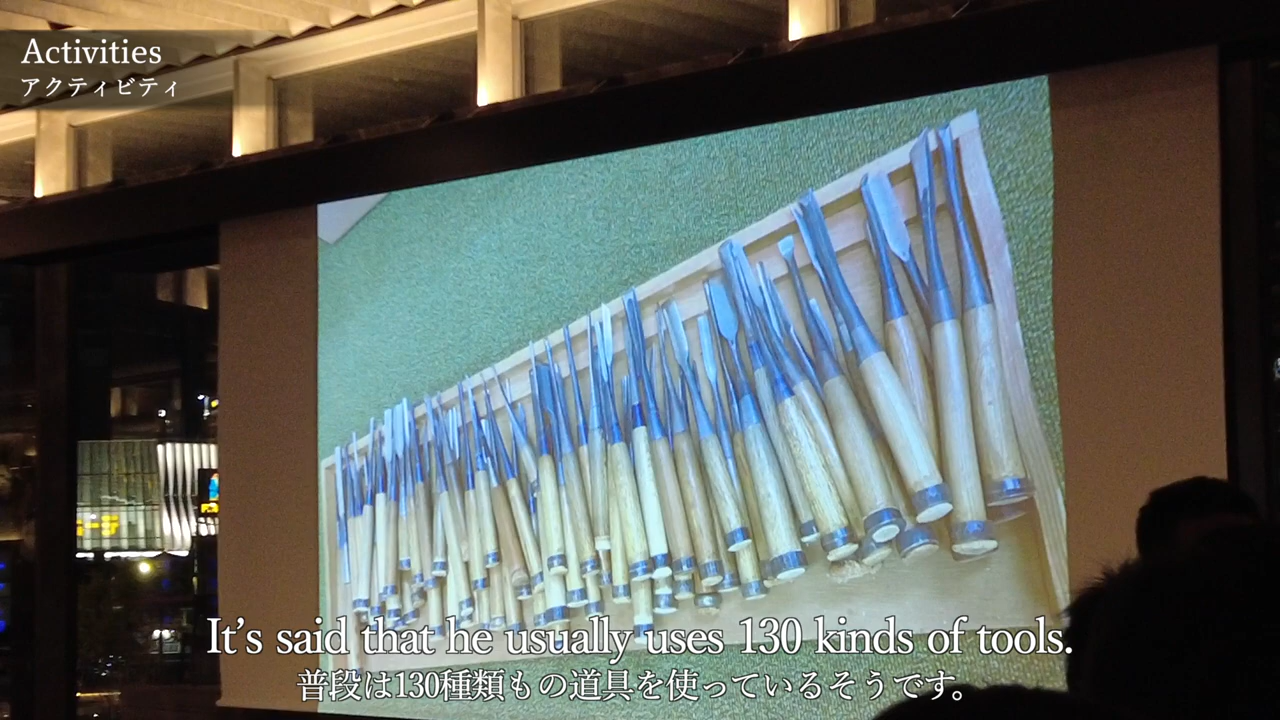 Activities
アクティビティ
It's said that he usually uses 130 kinds of tools.
普段は130種類もの道具を使っているそうです。